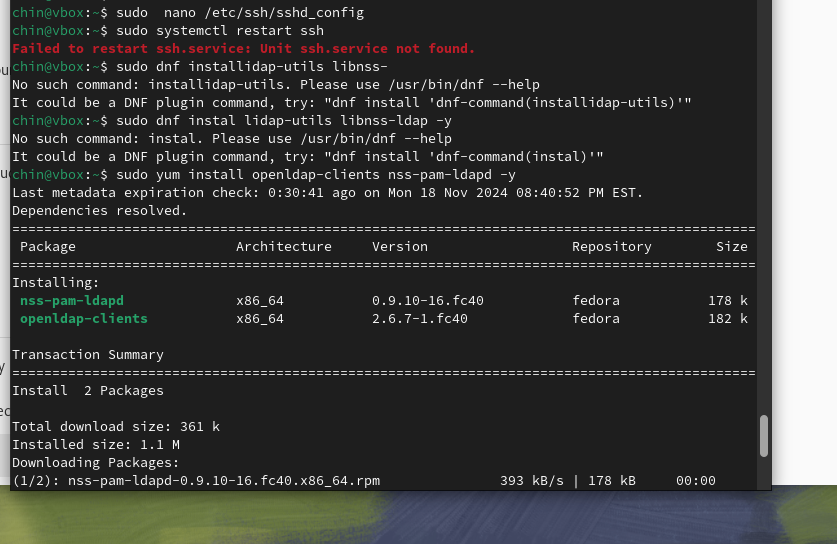 chin@vbox:~$ sudo  nano /etc/ssh/sshd_config
chin@vbox:~$ sudo systemctl restart ssh
Failed to restart ssh.service: Unit ssh.service not found.
chin@vbox:~$ sudo dnf installidap-utils libnss-
No such command: installidap-utils. Please use /usr/bin/dnf --help
It could be a DNF plugin command, try: "dnf install 'dnf-command(installidap-utils)'"
chin@vbox:~$ sudo dnf instal lidap-utils libnss-ldap -y
No such command: instal. Please use /usr/bin/dnf --help
It could be a DNF plugin command, try: "dnf install 'dnf-command(instal)'"
chin@vbox:~$ sudo yum install openldap-clients nss-pam-ldapd -y
Last metadata expiration check: 0:30:41 ago on Mon 18 Nov 2024 08:40:52 PM EST.
Dependencies resolved.
Package Architecture Version Repository Size
Installing:
nss-pam-ldapd x86_64 0.9.10-16.fc40 fedora 178 k
openldap-clients x86_64 2.6.7-1.fc40 fedora 182 k
Transaction Summary
Install  2 Packages
Total download size: 361 k
Installed size: 1.1 M
Downloading Packages:
(1/2): nss-pam-ldapd-0.9.10-16.fc40.x86_64.rpm 393 kB/s | 178 kB 00:00